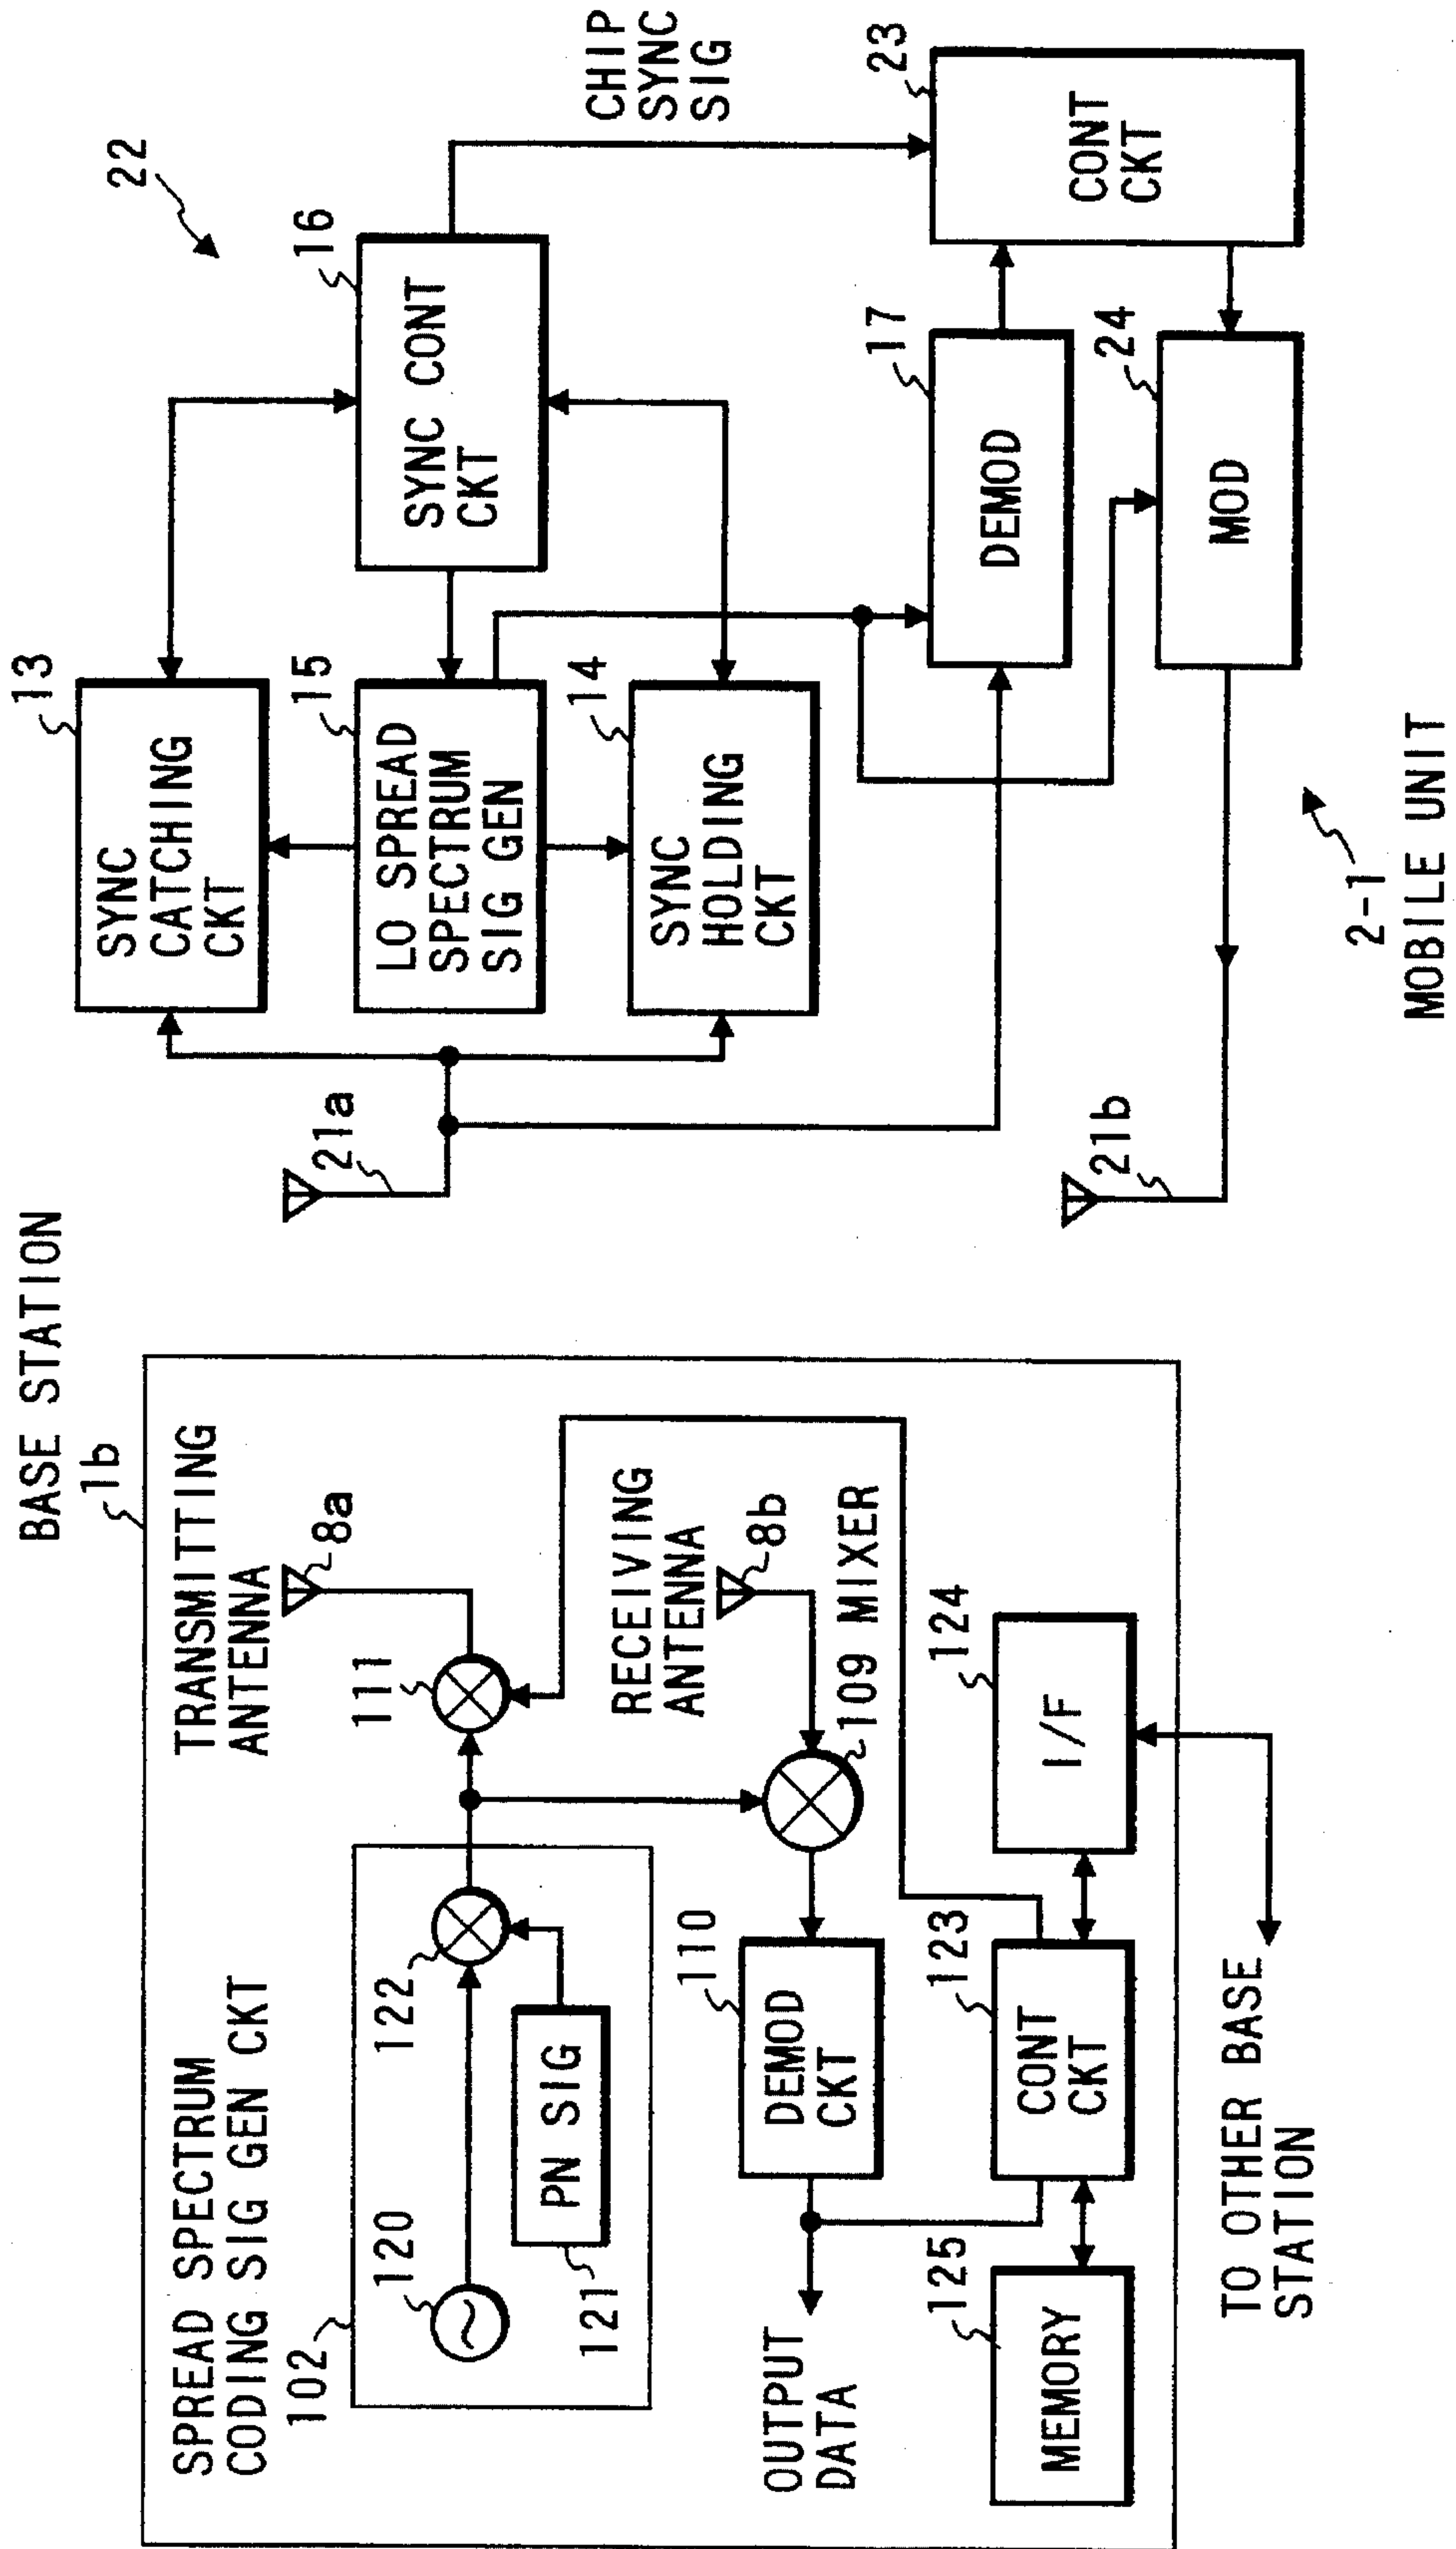 BASE STATION
1b
SPREAD SPECTRUM
CODING SIG GEN CKT
102
120
122
PN SIG
121
TRANSMITTING
ANTENNA
8a
111
RECEIVING
ANTENNA
8b
109 MIXER
110
DEMOD
CKT
OUTPUT
DATA
123
CONT
CKT
124
I/F
125
MEMORY
TO OTHER BASE
STATION
22
21a
13
SYNC
CATCHING
CKT
15
LO SPREAD
SPECTRUM
SIG GEN
14
SYNC
HOLDING
CKT
16
SYNC CONT
CKT
CHIP
SYNC
SIG
17
DEMOD
23
CONT
CKT
24
MOD
21b
2-1
MOBILE UNIT